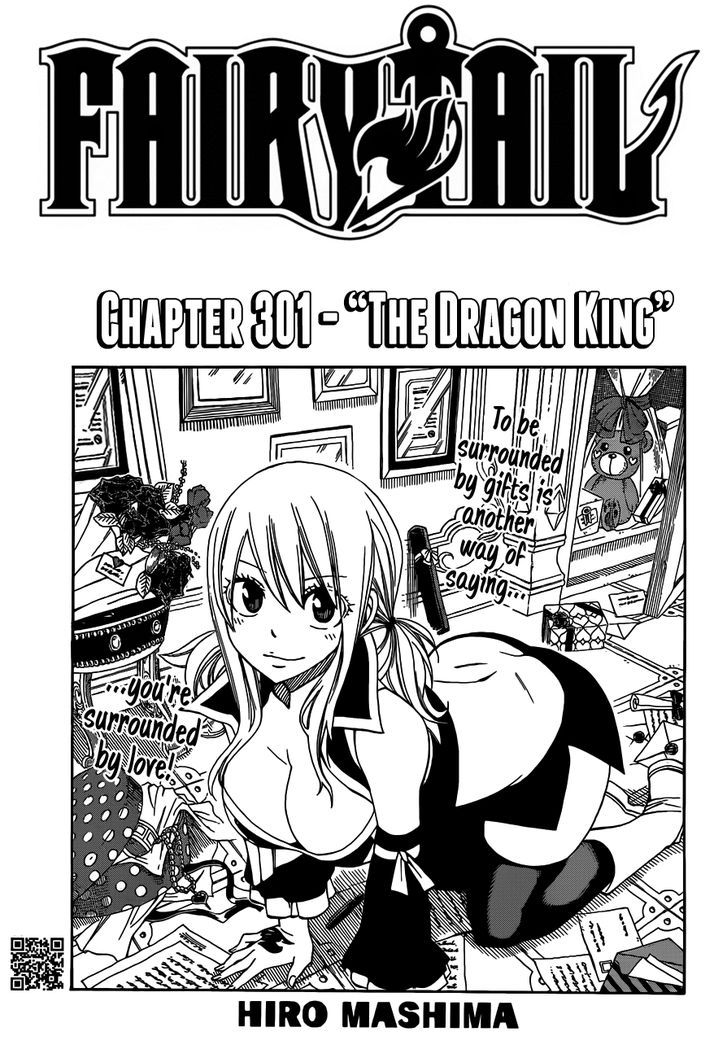 FAIRY TAIL
CHAPTER 301 - “THE DRAGON KING”
To be
surrounded
by gifts is
another
way of
saying...
...you're
surrounded
by love!
HIRO MASHIMA